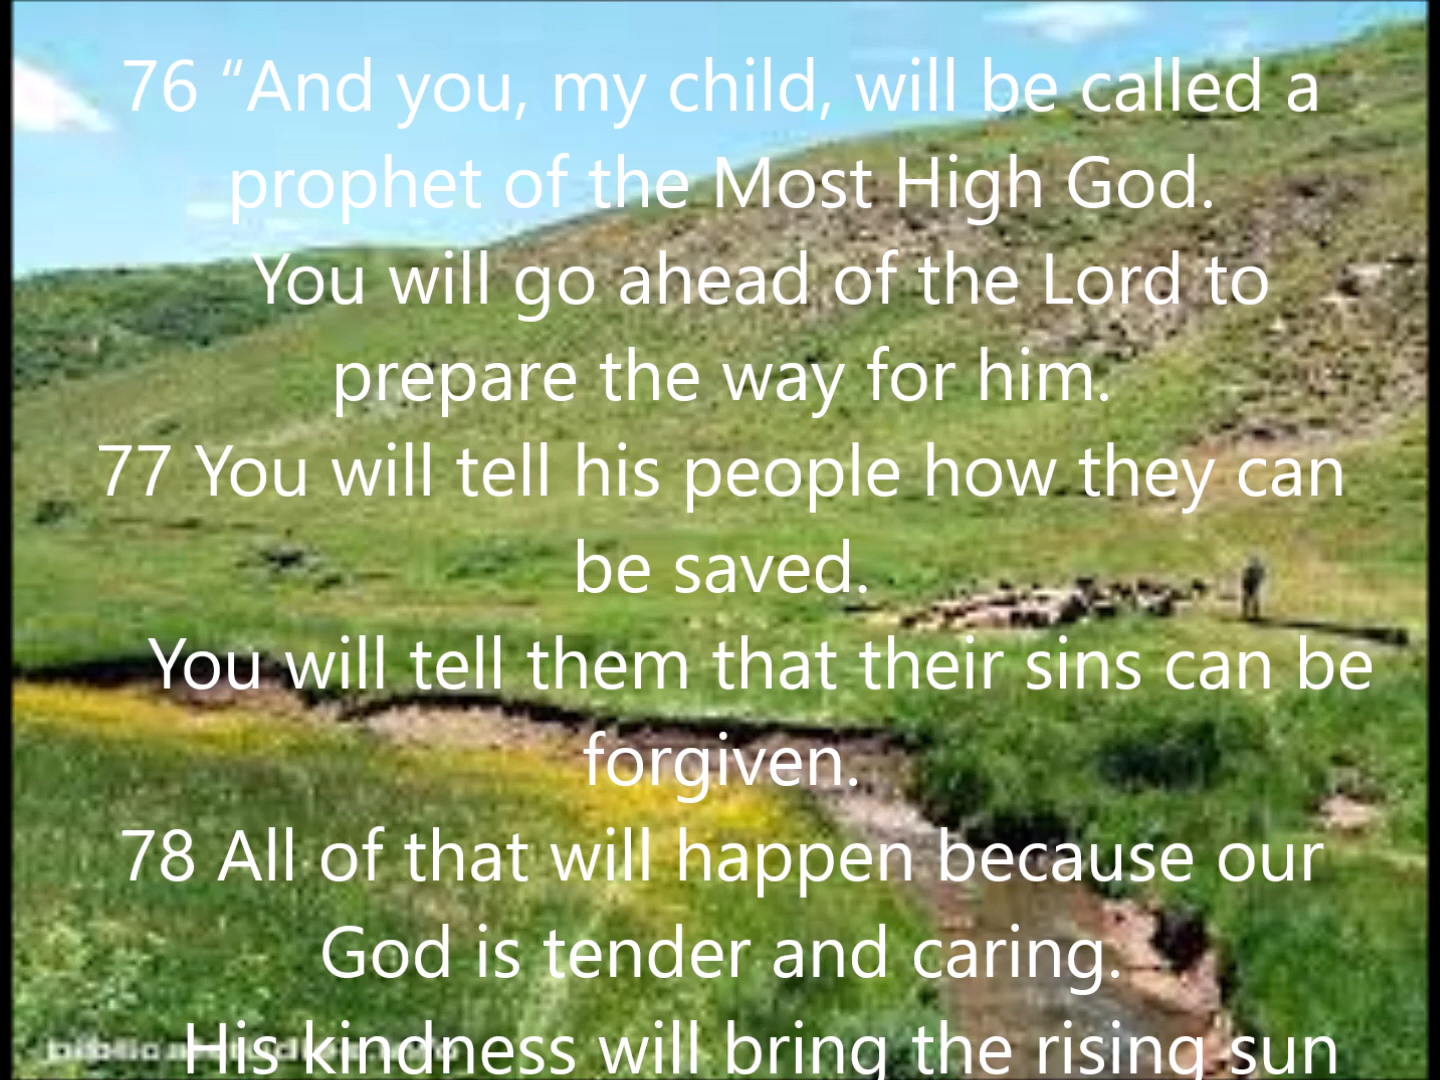 76 “And you, my child, will be called a
prophet of the Most High God.
You will go ahead of the Lord to
prepare the way for him.
77 You will tell his people how they can
be saved.
You will tell them that their sins can be
forgiven.
78 All of that will happen because our
God is tender and caring.
His kindness will bring the rising sun